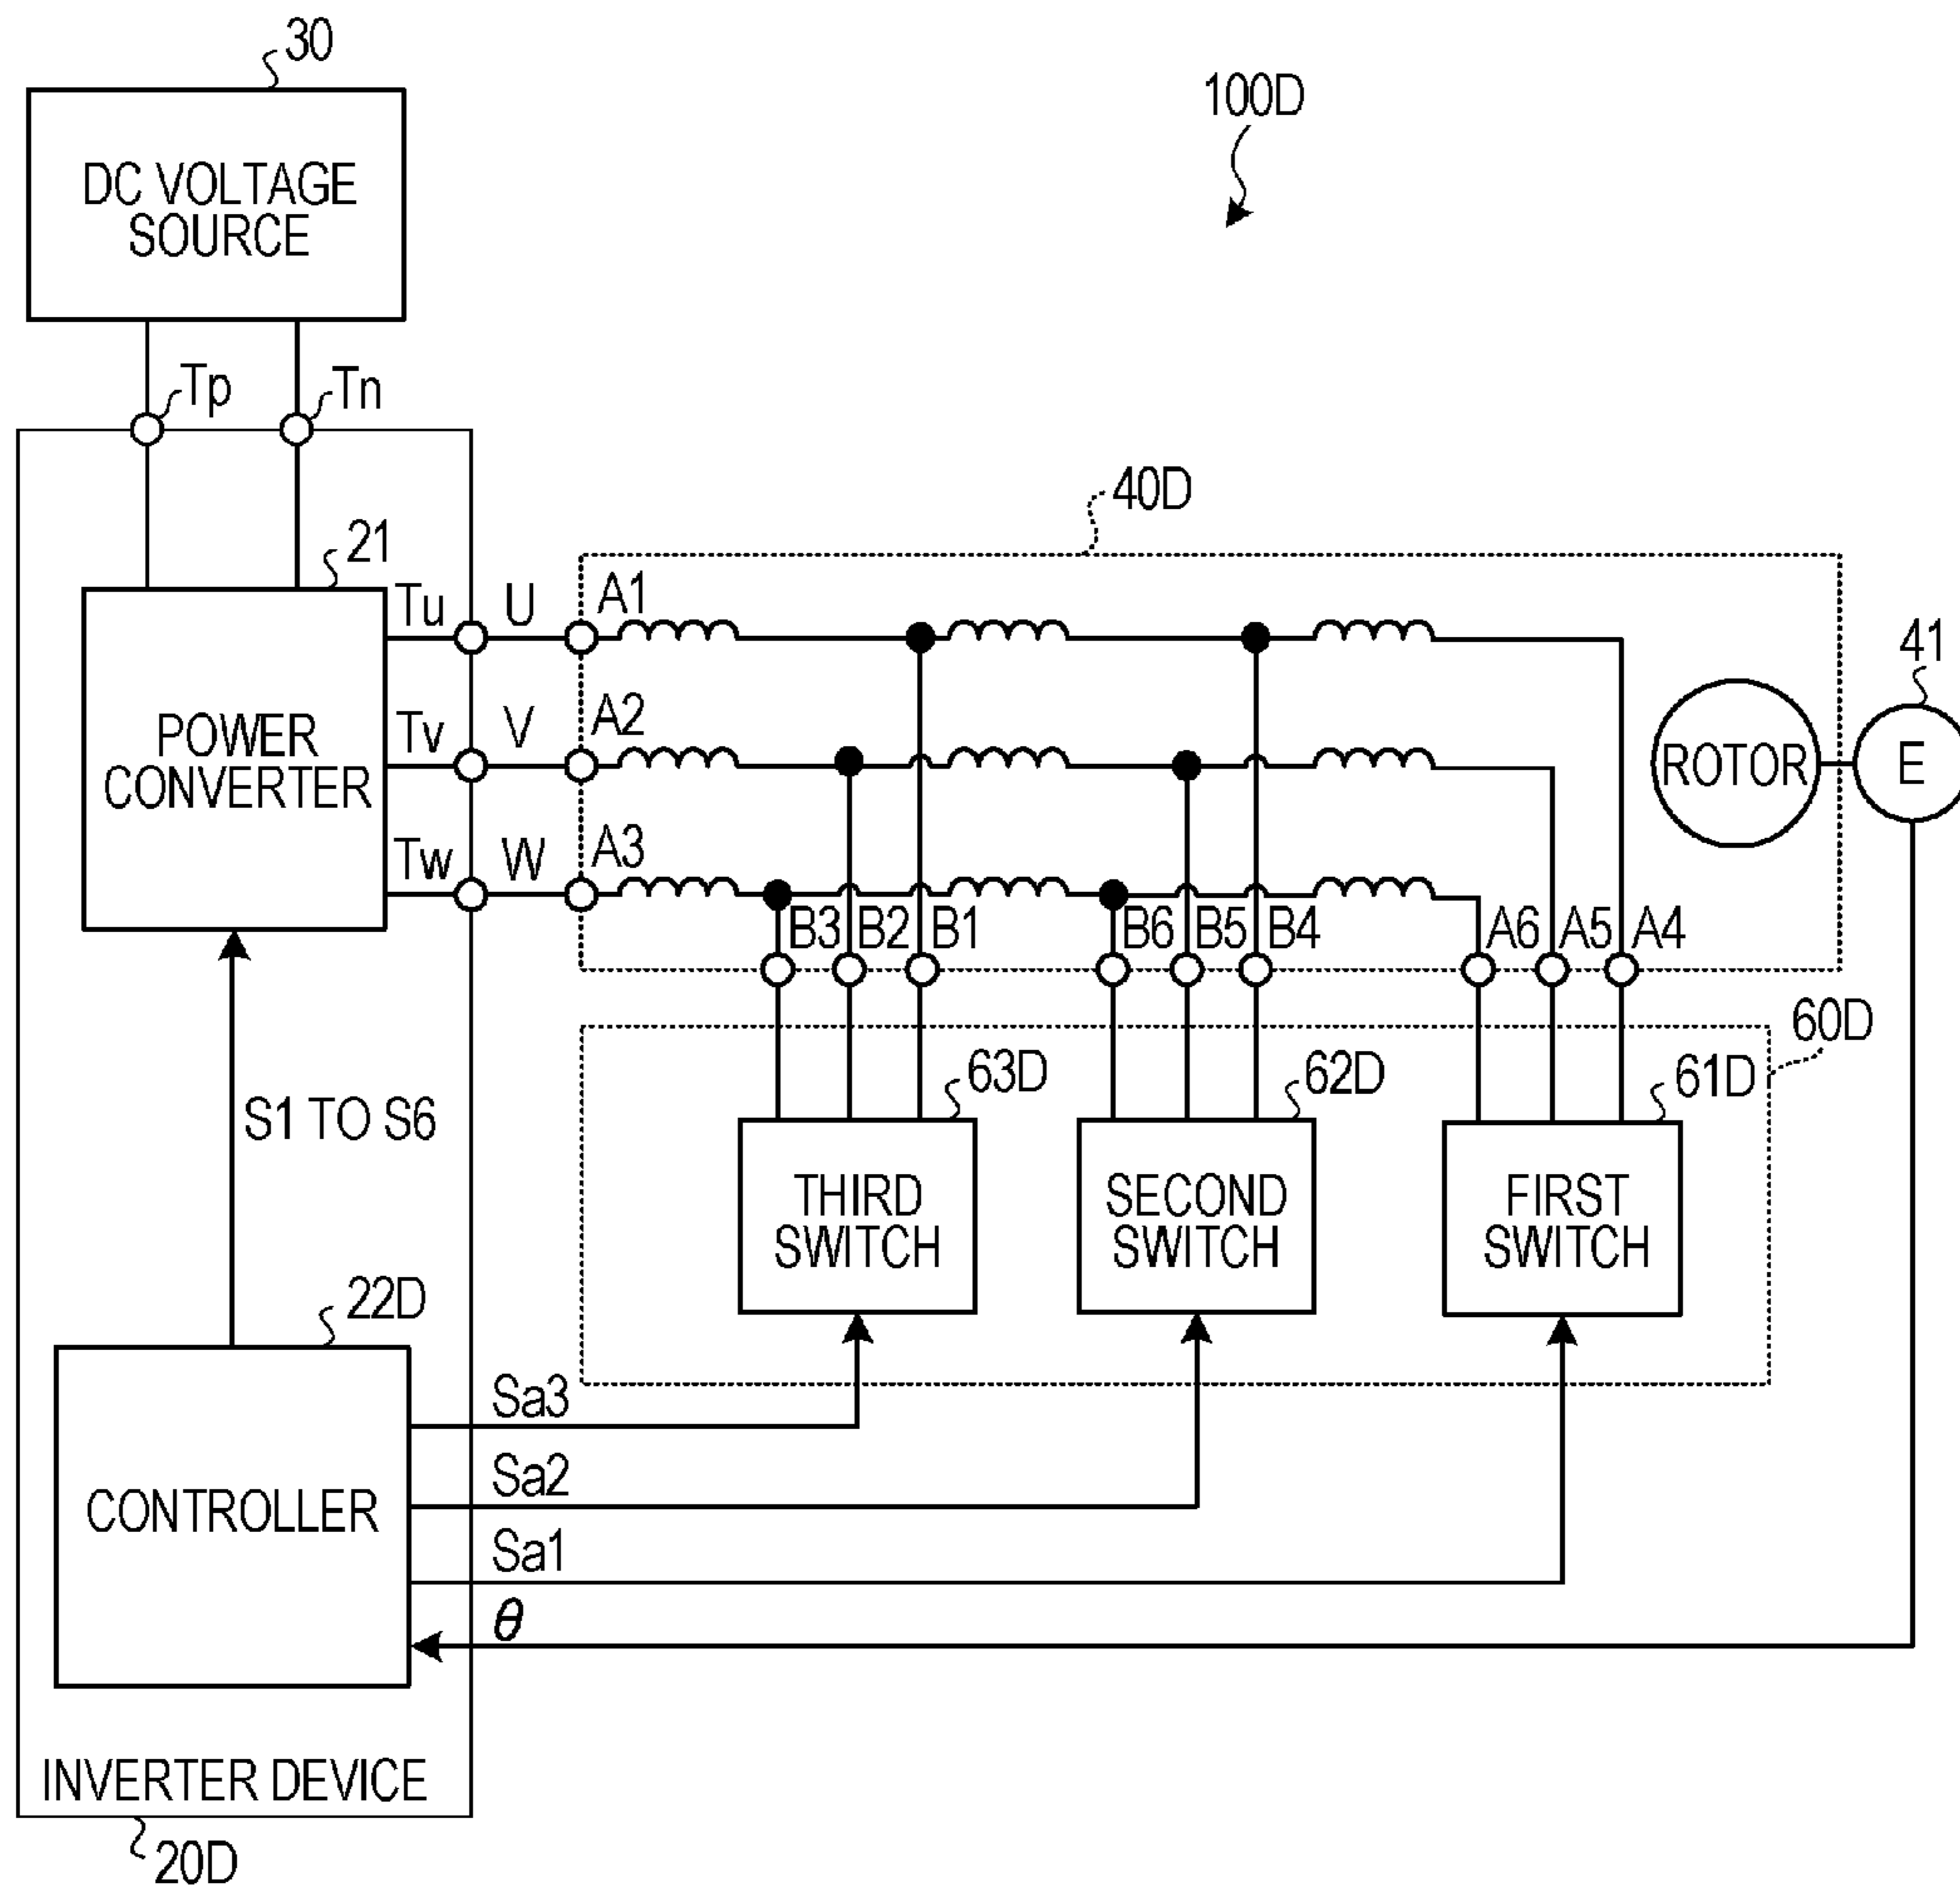 30
100D
DC VOLTAGE
SOURCE
Tp
Tn
40D
21
Tu
U
A1
41
POWER
CONVERTER
Tv
V
A2
ROTOR
E
Tw
W
A3
B3
B2
B1
B6
B5
B4
A6
A5
A4
60D
63D
62D
61D
S1 TO S6
THIRD
SWITCH
SECOND
SWITCH
FIRST
SWITCH
22D
Sa3
Sa2
CONTROLLER
Sa1
θ
INVERTER DEVICE
20D